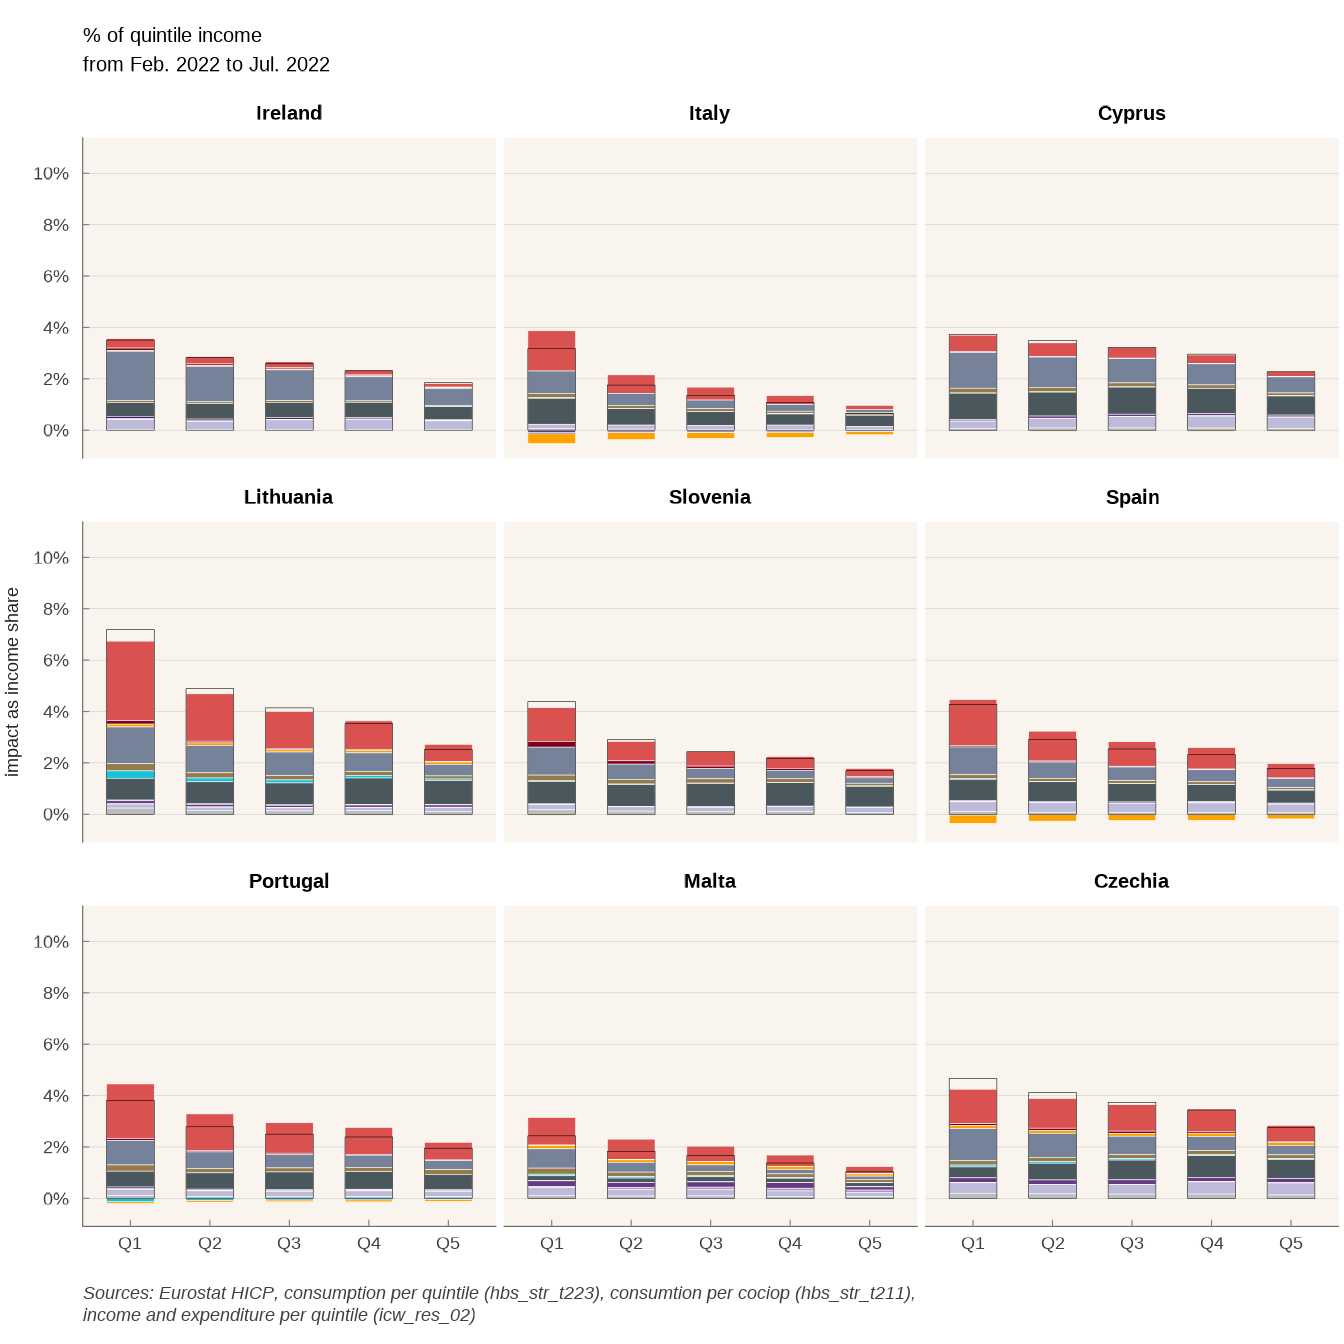 % of quintile income
from Feb. 2022 to Jul. 2022
Ireland
Italy
Cyprus
10%
8%
6%
4%
2%
0%
Lithuania
Slovenia
Spain
impact as income share
10%
8%
6%
4%
2%
0%
Portugal
Malta
Czechia
10%
8%
6%
4%
2%
0%
Q1 Q2 Q3 Q4 Q5
Q1 Q2 Q3 Q4 Q5
Q1 Q2 Q3 Q4 Q5
Sources: Eurostat HICP, consumption per quintile (hbs_str_t223), consumtion per cociop (hbs_str_t211),
income and expenditure per quintile (icw_res_02)